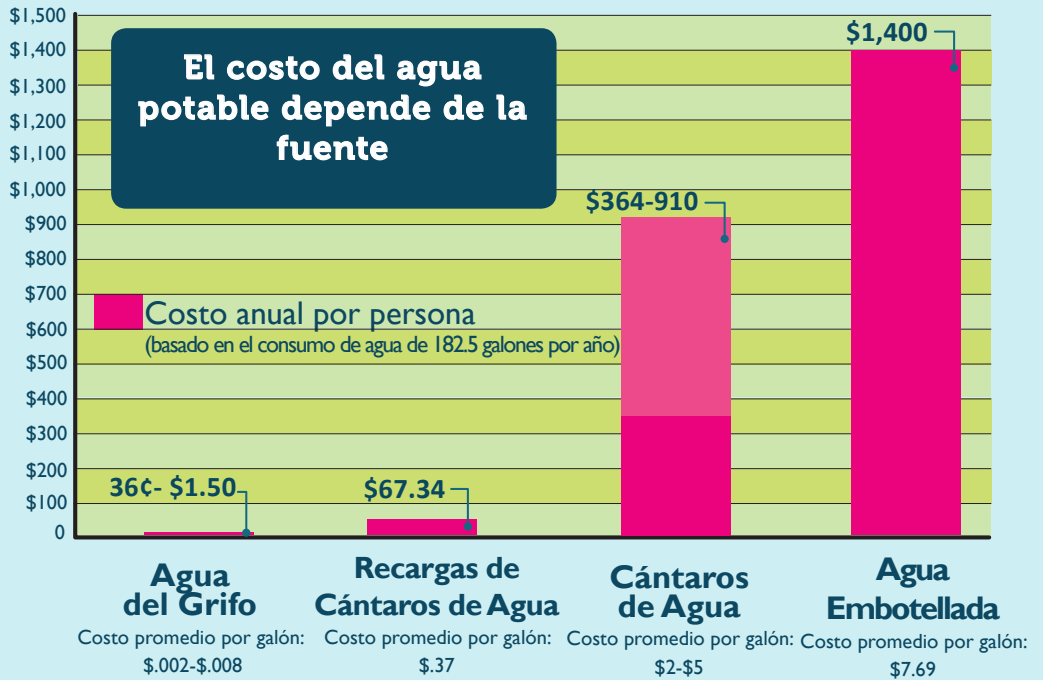 $1,500
$1,400
$1,300
$1,200
$1,100
$1,000
$900
$800
$700
$600
$500
$400
$300
$200
$100
0
El costo del agua
potable depende de la
fuente
Costo anual por persona
(basado en el consumo de agua de 182.5 galones por año)
36¢- $1.50
$67.34
$364-910
$1,400
Agua
del Grifo
Costo promedio por galón:
$.002-$.008
Recargas de
Cántaros de Agua
Costo promedio por galón:
$.37
Cántaros
de Agua
Costo promedio por galón:
$2-$5
Agua
Embotellada
Costo promedio por galón:
$7.69